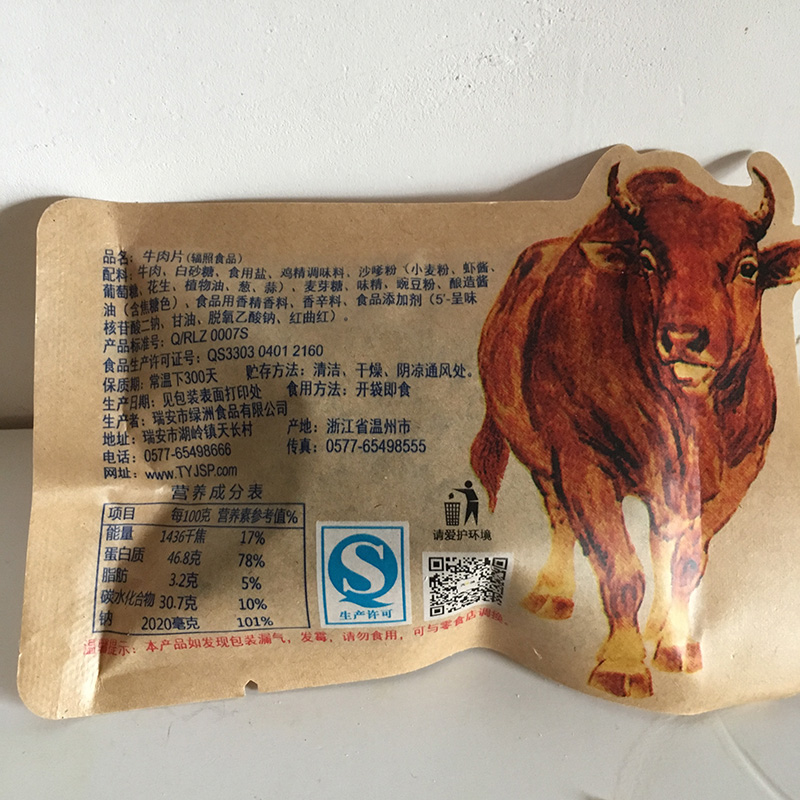 品名：牛肉片（辐照食品）
配料：牛肉、白砂糖、食用盐、鸡精调味料、沙嗲粉（小麦粉、虾酱、
葡萄糖、花生，植物油、葱、蒜）、麦芽糖、味精，豌豆粉、酿造酱
油（含焦糖色）、食品用香精香料、香辛料、食品添加剂（5'-呈味
核苷酸二钠、甘油、脱氧乙酸钠、红曲红）。
产品标准号：Q/RLZ 0007S
食品生产许可证号：QS3303 0401 2160
保质期：常温下300天 贮存方法：清洁、干燥、阴凉通风处。
生产日期：见包装表面打印处 食用方法：开袋即食
生产者：瑞安市绿洲食品有限公司
地址：瑞安市湖岭镇天长村 产地：浙江省温州市
电话：0577-65498666 传真：0577-65498555
网址：www.TYJSP.com
营养成分表
项目 每100克 营养素参考值%
能量 1436千焦 17%
蛋白质 46.8克 78%
脂肪 3.2克 5%
碳水化合物 30.7克 10%
钠 2020毫克 101%
生产许可
请爱护环境
温馨提示：本产品如发现包装漏气，发霉，请勿食用，可与零食店调换。